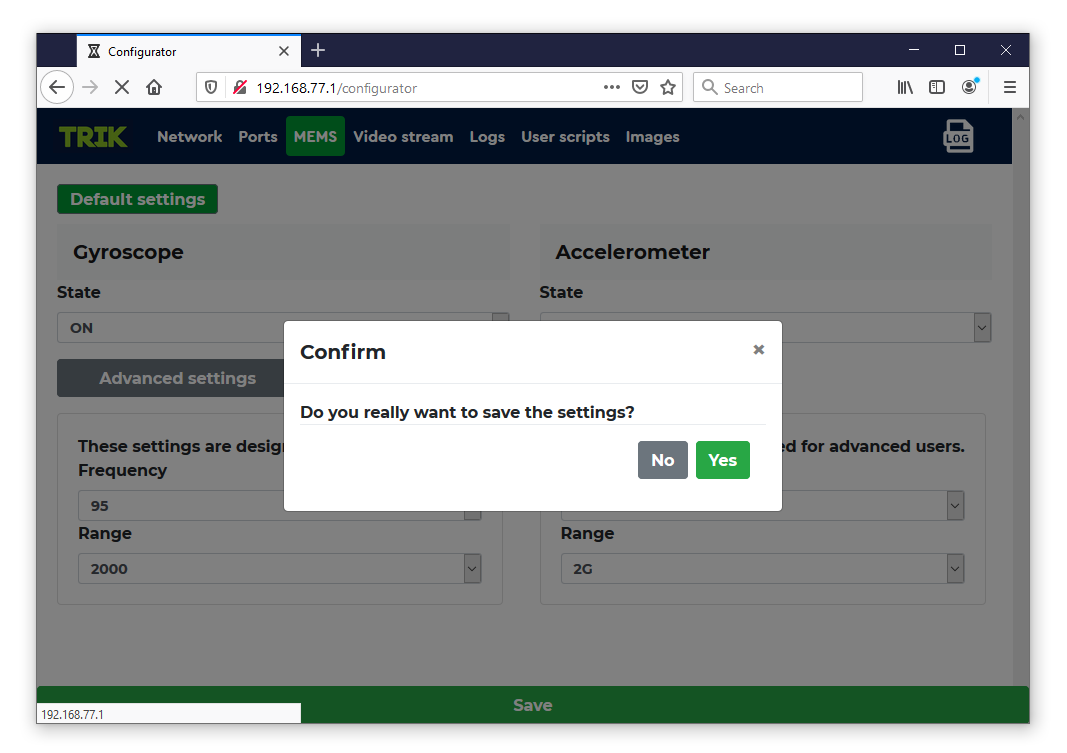 Configurator
192.168.77.1/configurator
Search
TRIK Network Ports MEMS Video stream Logs User scripts Images LOG
Default settings
Gyroscope Accelerometer
State State
ON
Confirm
Advanced settings
Do you really want to save the settings?
These settings are desig d for advanced users.
No Yes
Frequency
95
Range Range
2000 2G
Save
192.168.77.1